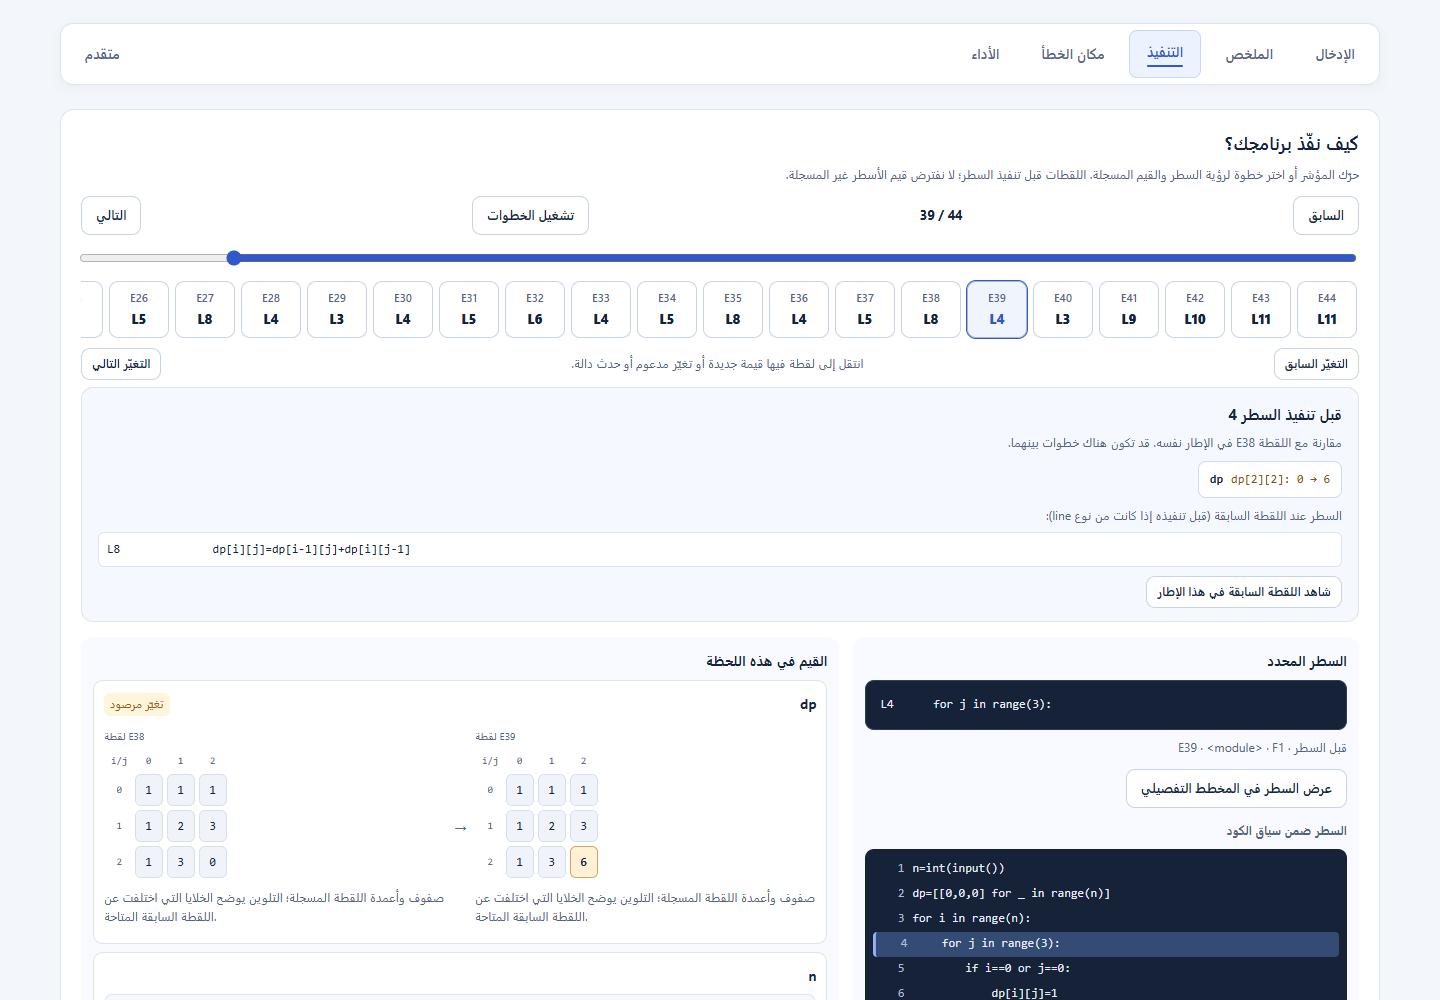 الإدخال الملخص التنفيذ مكان الخطأ الأداء متقدم
كيف نفّذ برنامجك؟
حرّك المؤشر أو اختر خطوة لرؤية السطر والقيم المسجلة. اللقطات قبل تنفيذ السطر؛ لا نفترض قيم الأسطر غير المسجلة.
السابق 39 / 44 تشغيل الخطوات التالي
E26 E27 E28 E29 E30 E31 E32 E33 E34 E35 E36 E37 E38 E39 E40 E41 E42 E43 E44
L5 L8 L4 L3 L4 L5 L6 L4 L5 L8 L4 L5 L8 L4 L3 L9 L10 L11 L11
التغيّر السابق انتقل إلى لقطة فيها قيمة جديدة أو تغيّر مدعوم أو حدث دالة. التغيّر التالي
قبل تنفيذ السطر 4
مقارنة مع اللقطة E38 في الإطار نفسه. قد تكون هناك خطوات بينهما.
dp dp[2][2]: 0 → 6
السطر عند اللقطة السابقة (قبل تنفيذه إذا كانت من نوع line):
L8 dp[i][j]=dp[i-1][j]+dp[i][j-1]
شاهد اللقطة السابقة في هذا الإطار
السطر المحدد
L4 for j in range(3):
قبل السطر · E39 · <module> · F1
عرض السطر في المخطط التفصيلي
السطر ضمن سياق الكود
1 n=int(input())
2 dp=[[0,0,0] for _ in range(n)]
3 for i in range(n):
4 for j in range(3):
5 if i==0 or j==0:
6 dp[i][j]=1
القيم في هذه اللحظة
dp تغيّر مرصود
لقطة E38
i/j 0 1 2
0 1 1 1
1 1 2 3
2 1 3 0
صفوف وأعمدة اللقطة المسجلة؛ التلوين يوضح الخلايا التي اختلفت عن
اللقطة السابقة المتاحة.
→
لقطة E39
i/j 0 1 2
0 1 1 1
1 1 2 3
2 1 3 6
صفوف وأعمدة اللقطة المسجلة؛ التلوين يوضح الخلايا التي اختلفت عن
اللقطة السابقة المتاحة.
n